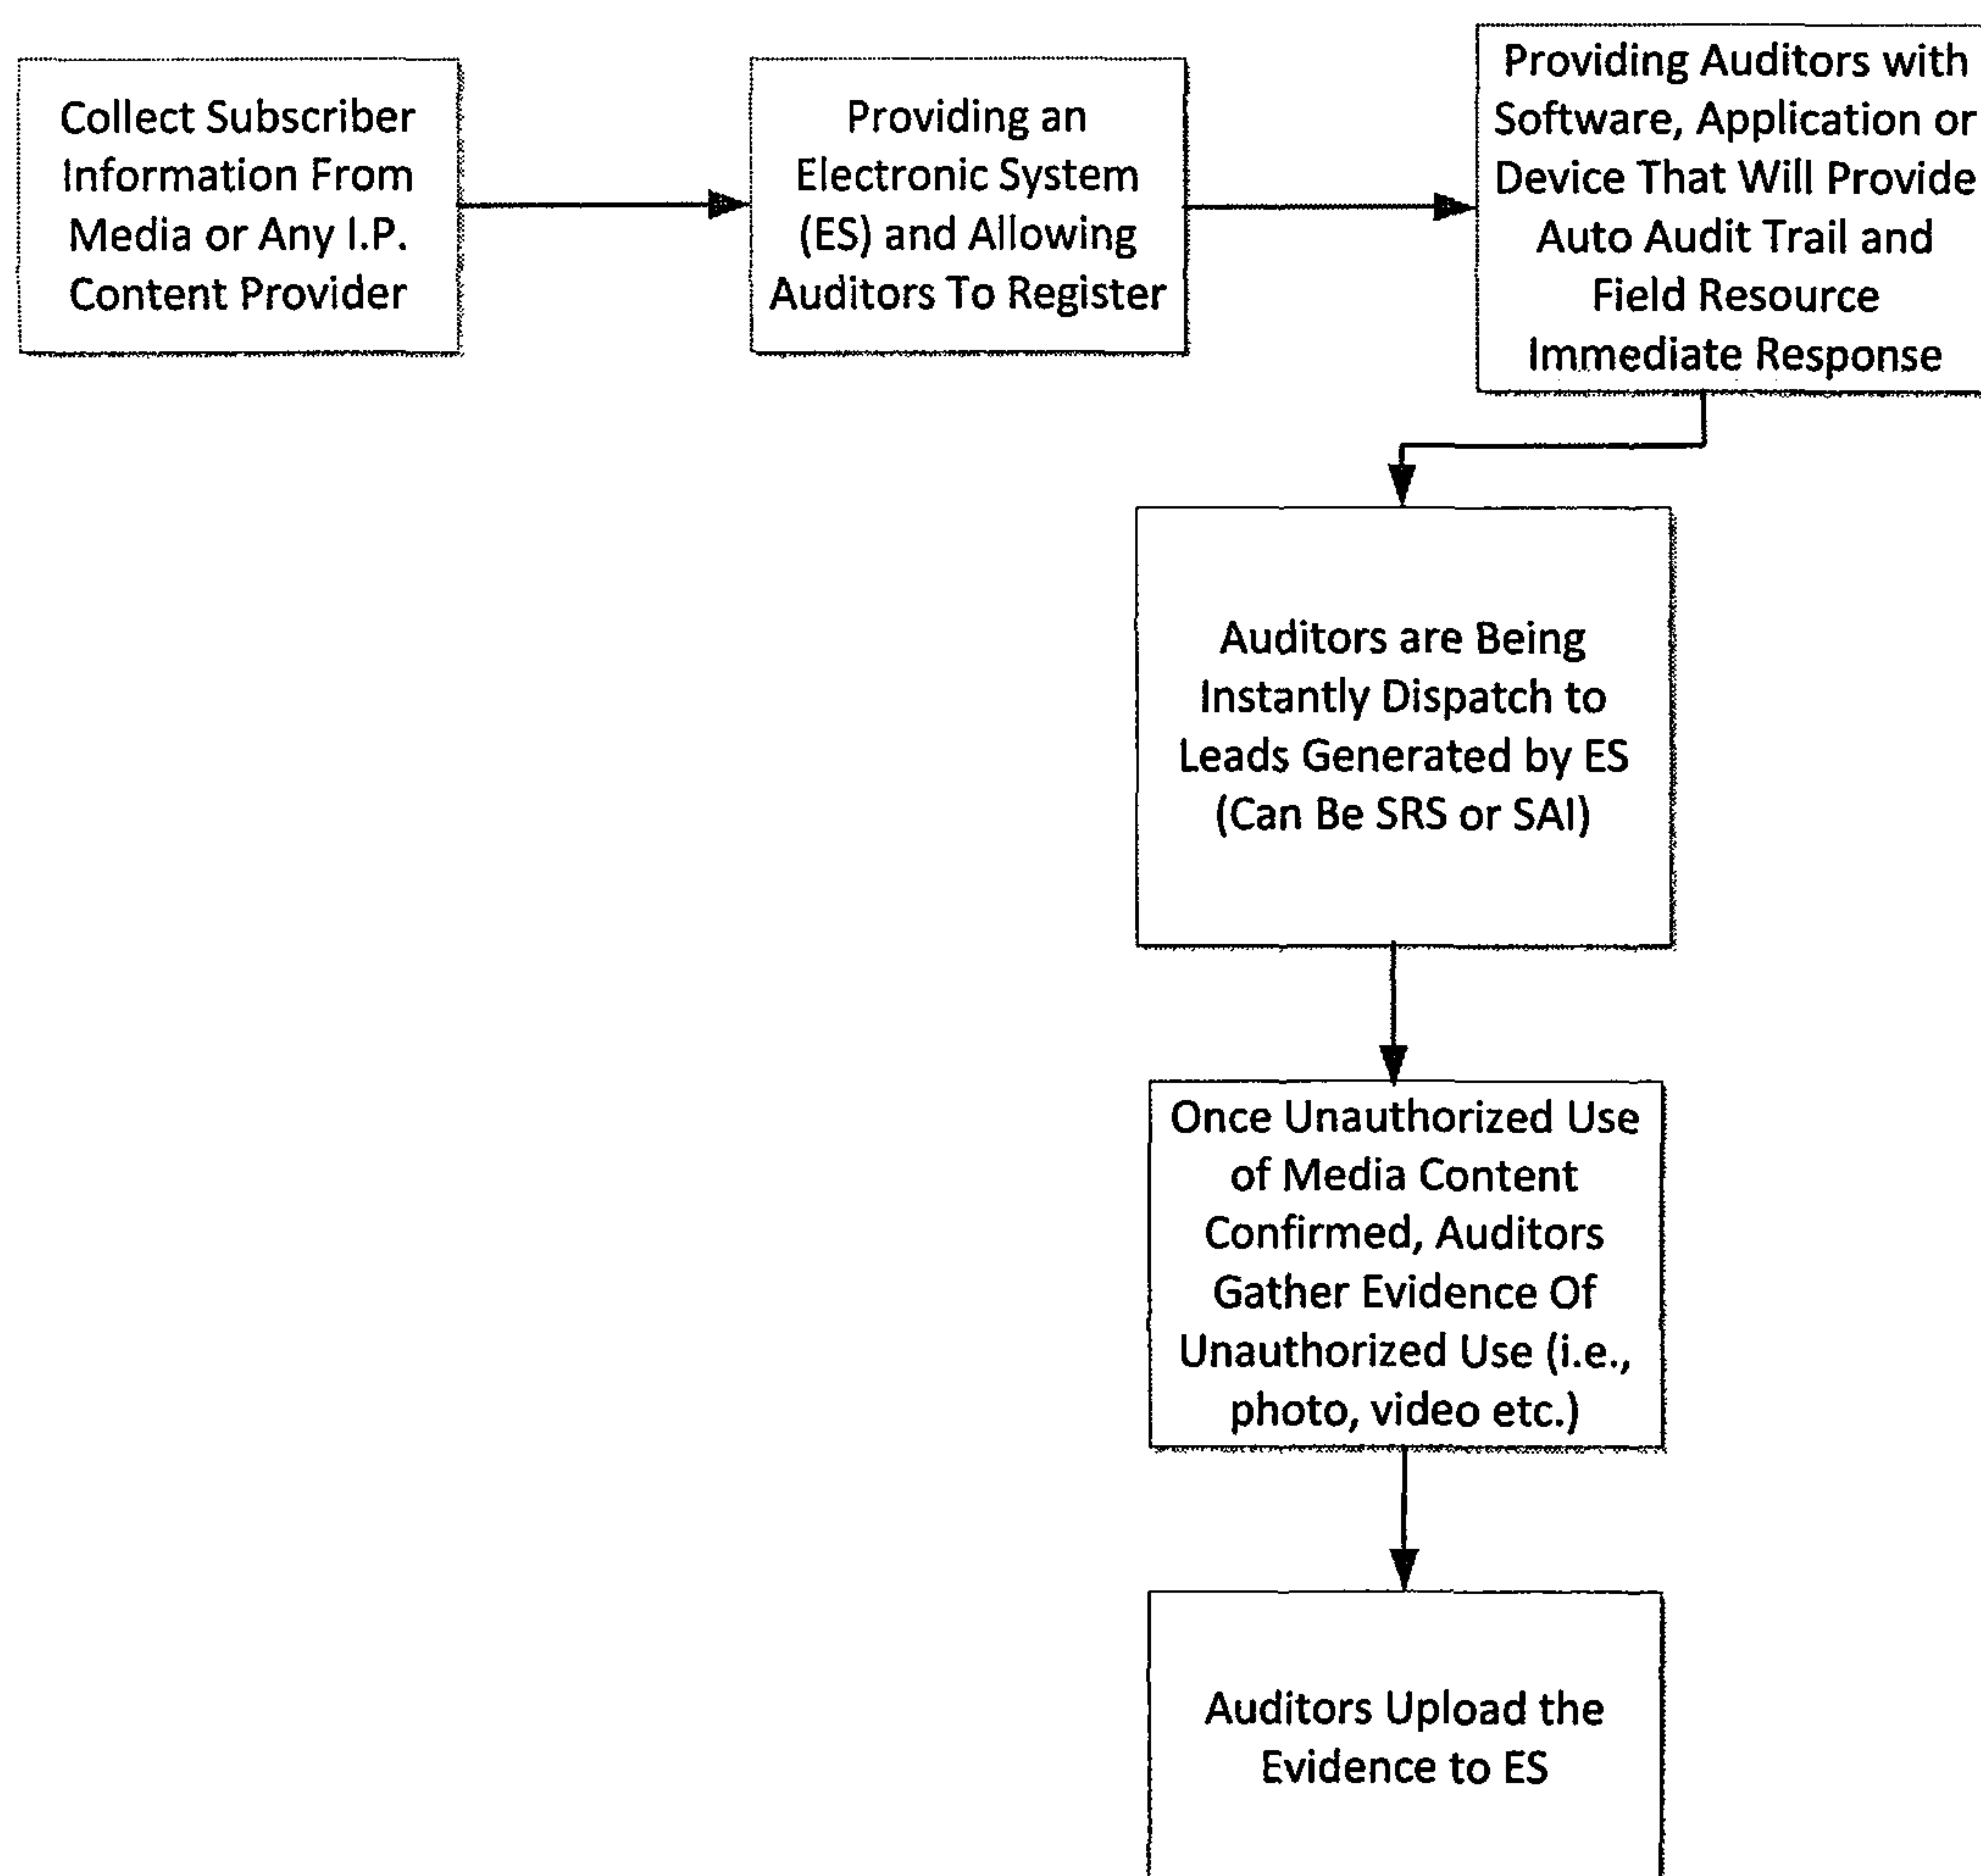 Collect Subscriber
Information From
Media or Any I.P.
Content Provider
Providing an
Electronic System
(ES) and Allowing
Auditors To Register
Providing Auditors with
Software, Application or
Device That Will Provide
Auto Audit Trail and
Field Resource
Immediate Response
Auditors are Being
Instantly Dispatch to
Leads Generated by ES
(Can Be SRS or SAI)
Once Unauthorized Use
of Media Content
Confirmed, Auditors
Gather Evidence Of
Unauthorized Use (i.e.,
photo, video etc.)
Auditors Upload the
Evidence to ES